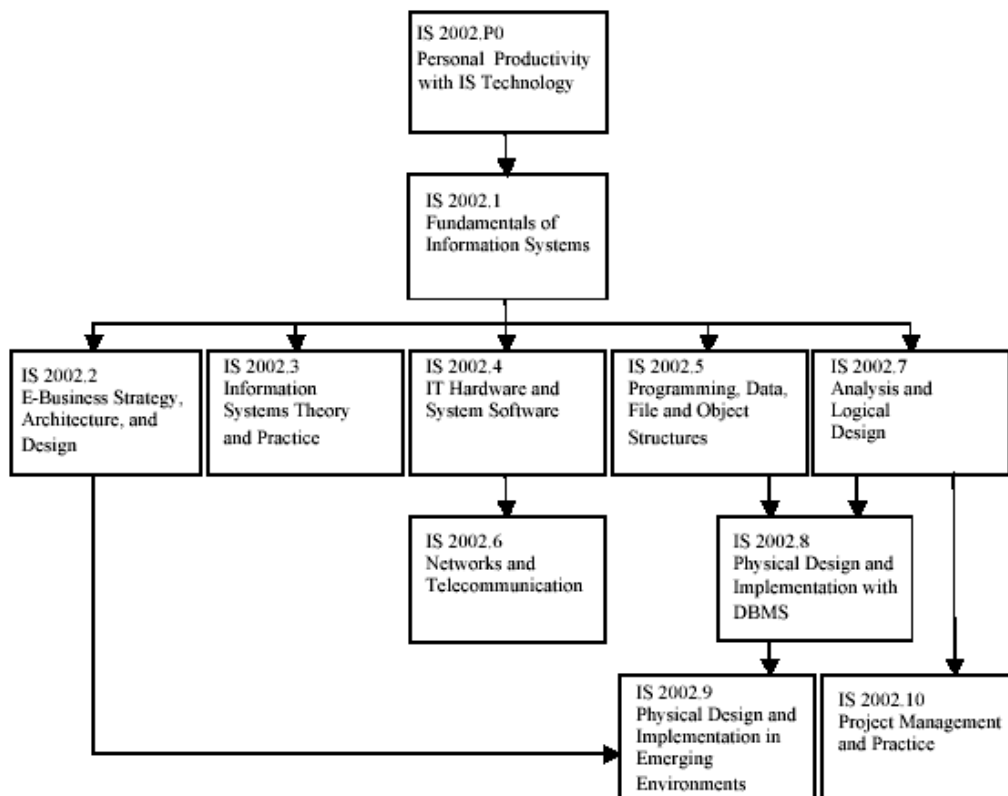 IS 2002.P0
Personal Productivity
with IS Technology
IS 2002.1
Fundamentals of
Information Systems
IS 2002.2
E-Business Strategy,
Architecture, and
Design
IS 2002.3
Information
Systems Theory
and Practice
IS 2002.4
IT Hardware and
System Software
IS 2002.5
Programming, Data,
File and Object
Structures
IS 2002.7
Analysis and
Logical
Design
IS 2002.6
Networks and
Telecommunication
IS 2002.8
Physical Design and
Implementation with
DBMS
IS 2002.9
Physical Design and
Implementation in
Emerging
Environments
IS 2002.10
Project Management
and Practice